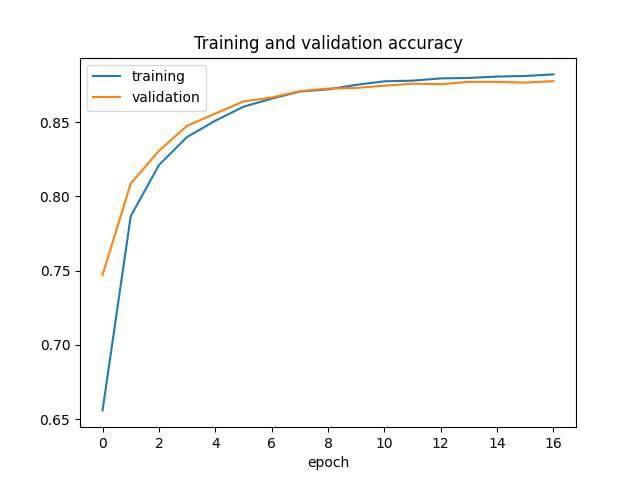 Training and validation accuracy
training
validation
0.85
0.80
0.75
0.70
0.65
0 2 4 6 8 10 12 14 16
epoch